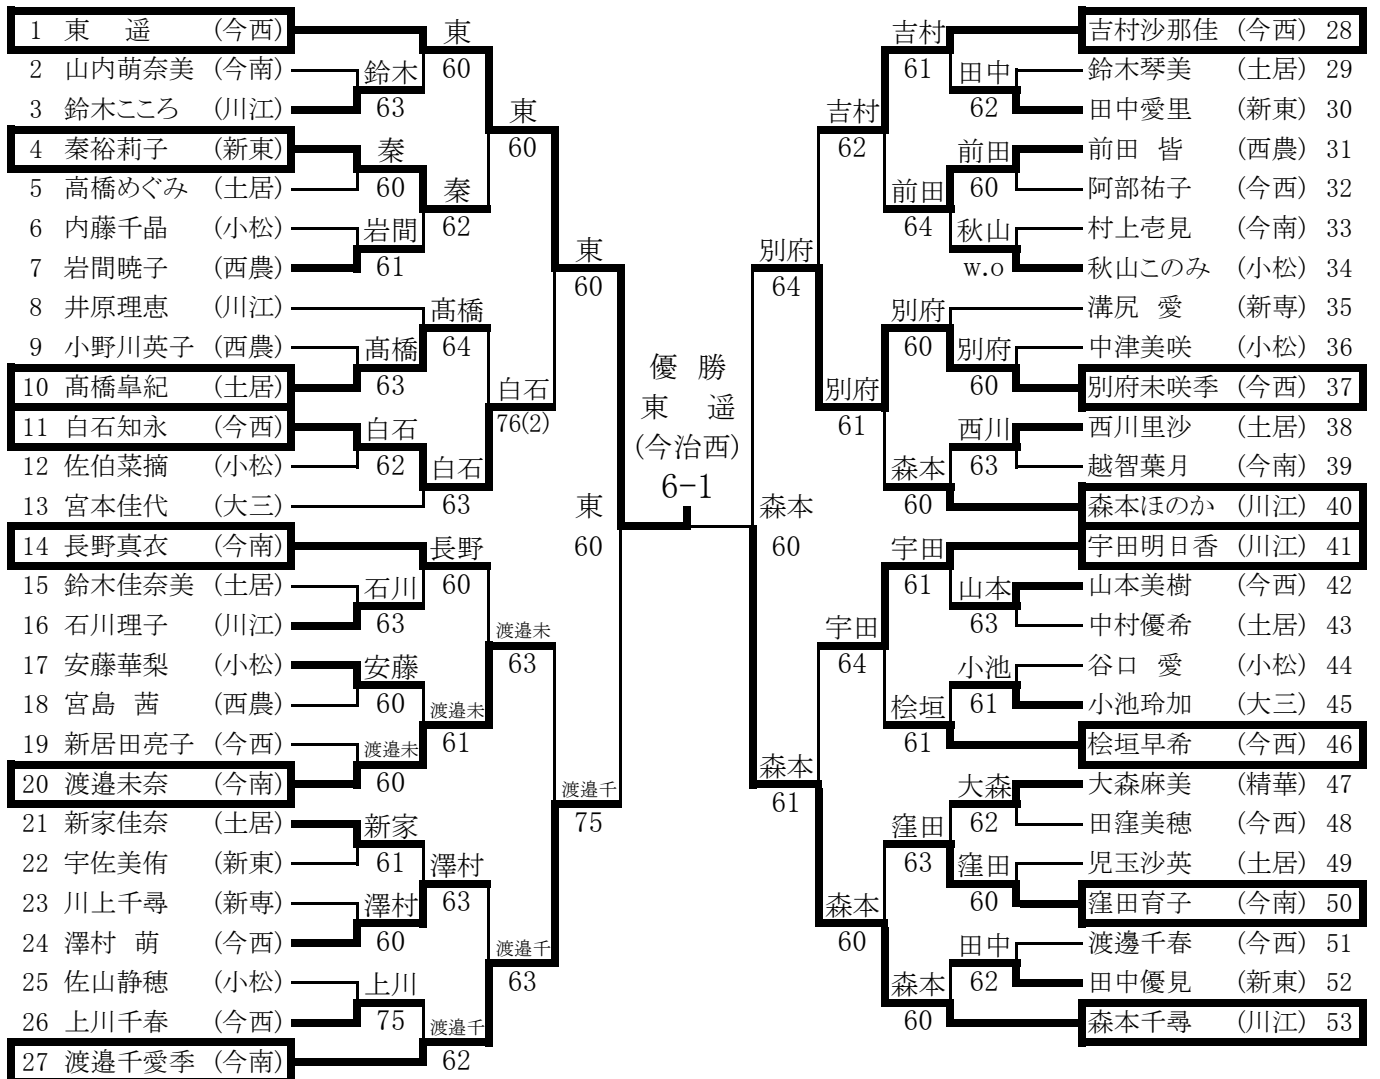 1 東 遥 (今西)
2 山内萌奈美 (今南)
3 鈴木こころ (川江)
4 秦裕莉子 (新東)
5 高橋めぐみ (土居)
6 内藤千晶 (小松)
7 岩間暁子 (西農)
8 井原理恵 (川江)
9 小野川英子 (西農)
10 髙橋皐紀 (土居)
11 白石知永 (今西)
12 佐伯菜摘 (小松)
13 宮本佳代 (大三)
14 長野真衣 (今南)
15 鈴木佳奈美 (土居)
16 石川理子 (川江)
17 安藤華梨 (小松)
18 宮島 茜 (西農)
19 新居田亮子 (今西)
20 渡邉未奈 (今南)
21 新家佳奈 (土居)
22 宇佐美侑 (新東)
23 川上千尋 (新専)
24 澤村 萌 (今西)
25 佐山静穂 (小松)
26 上川千春 (今西)
27 渡邉千愛季 (今南)
鈴木
63
秦
60
岩間
61
髙橋
63
白石
62
石川
63
安藤
60
渡邉未
60
新家
61
澤村
60
上川
75
東
60
秦
62
髙橋
64
白石
63
長野
60
渡邉未
61
澤村
63
渡邉千
62
東
60
白石
76(2)
渡邉未
63
渡邉千
63
東
60
渡邉千
75
東
60
優 勝
東 遥
(今治西)
6-1
森本
60
別府
64
森本
61
吉村
62
別府
61
宇田
64
森本
60
吉村
61
前田
64
別府
60
森本
60
宇田
61
桧垣
61
窪田
63
森本
60
田中
62
前田
60
秋山
w.o
別府
60
西川
63
山本
63
小池
61
大森
62
窪田
60
田中
62
吉村沙那佳 (今西) 28
鈴木琴美 (土居) 29
田中愛里 (新東) 30
前田 皆 (西農) 31
阿部祐子 (今西) 32
村上壱見 (今南) 33
秋山このみ (小松) 34
溝尻 愛 (新専) 35
中津美咲 (小松) 36
別府未咲季 (今西) 37
西川里沙 (土居) 38
越智葉月 (今南) 39
森本ほのか (川江) 40
宇田明日香 (川江) 41
山本美樹 (今西) 42
中村優希 (土居) 43
谷口 愛 (小松) 44
小池玲加 (大三) 45
桧垣早希 (今西) 46
大森麻美 (精華) 47
田窪美穂 (今西) 48
児玉沙英 (土居) 49
窪田育子 (今南) 50
渡邊千春 (今西) 51
田中優見 (新東) 52
森本千尋 (川江) 53